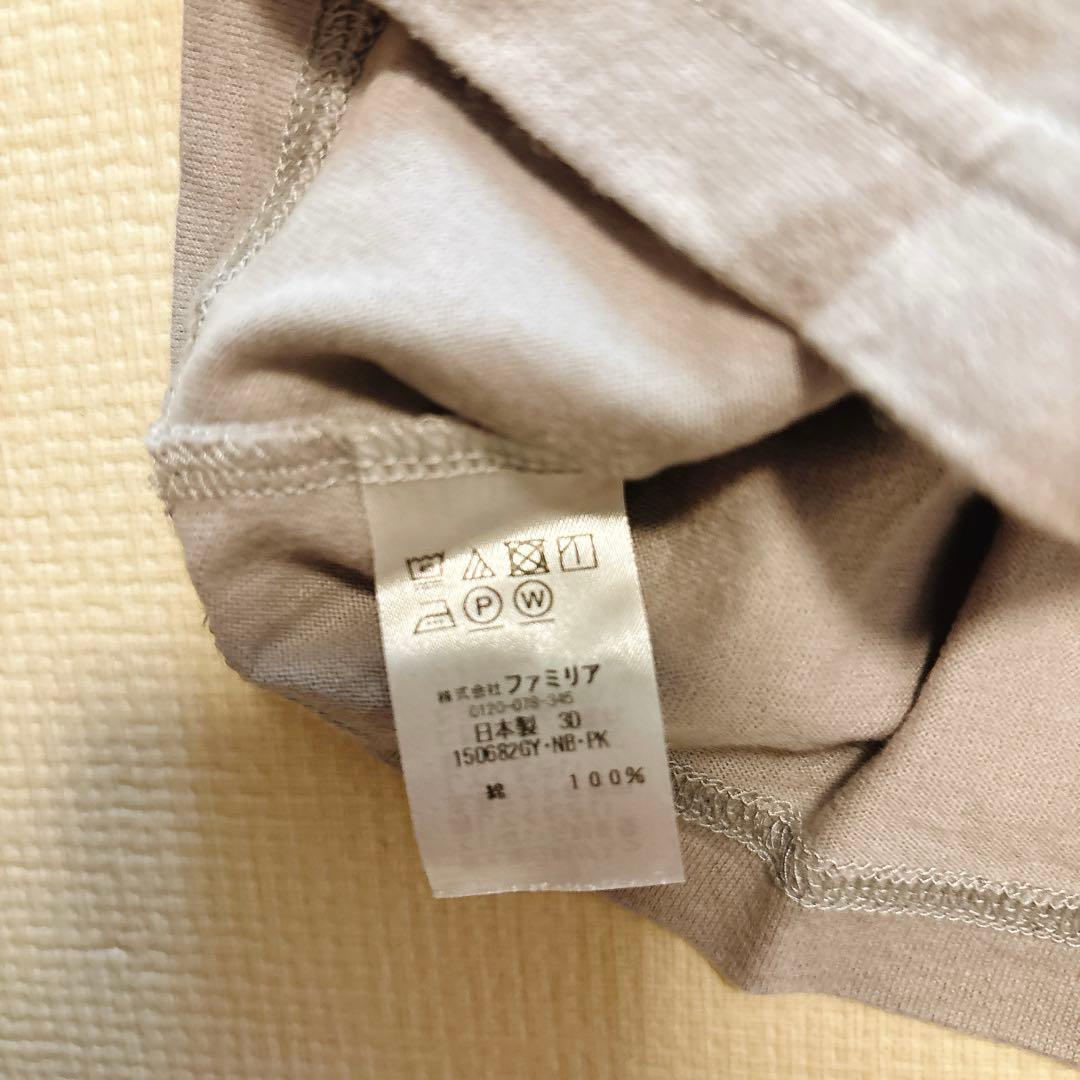 P W
株式会社ファミリア
0120-078-345
日本製 3D
150682GY・NB・PK
綿 100%